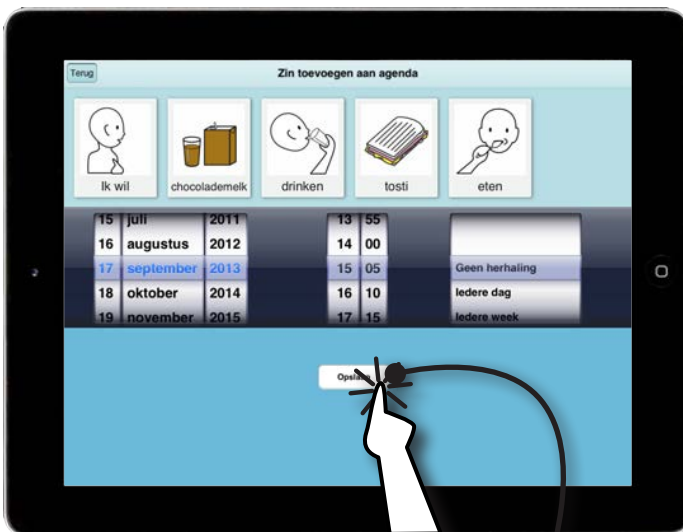 Terug
Zin toevoegen aan agenda
Ik wil
chocolademelk
drinken
tosti
eten
15 juli 2011 13 55
16 augustus 2012 14 00
17 september 2013 15 05 Geen herhaling
18 oktober 2014 16 10 Iedere dag
19 november 2015 17 15 Iedere week